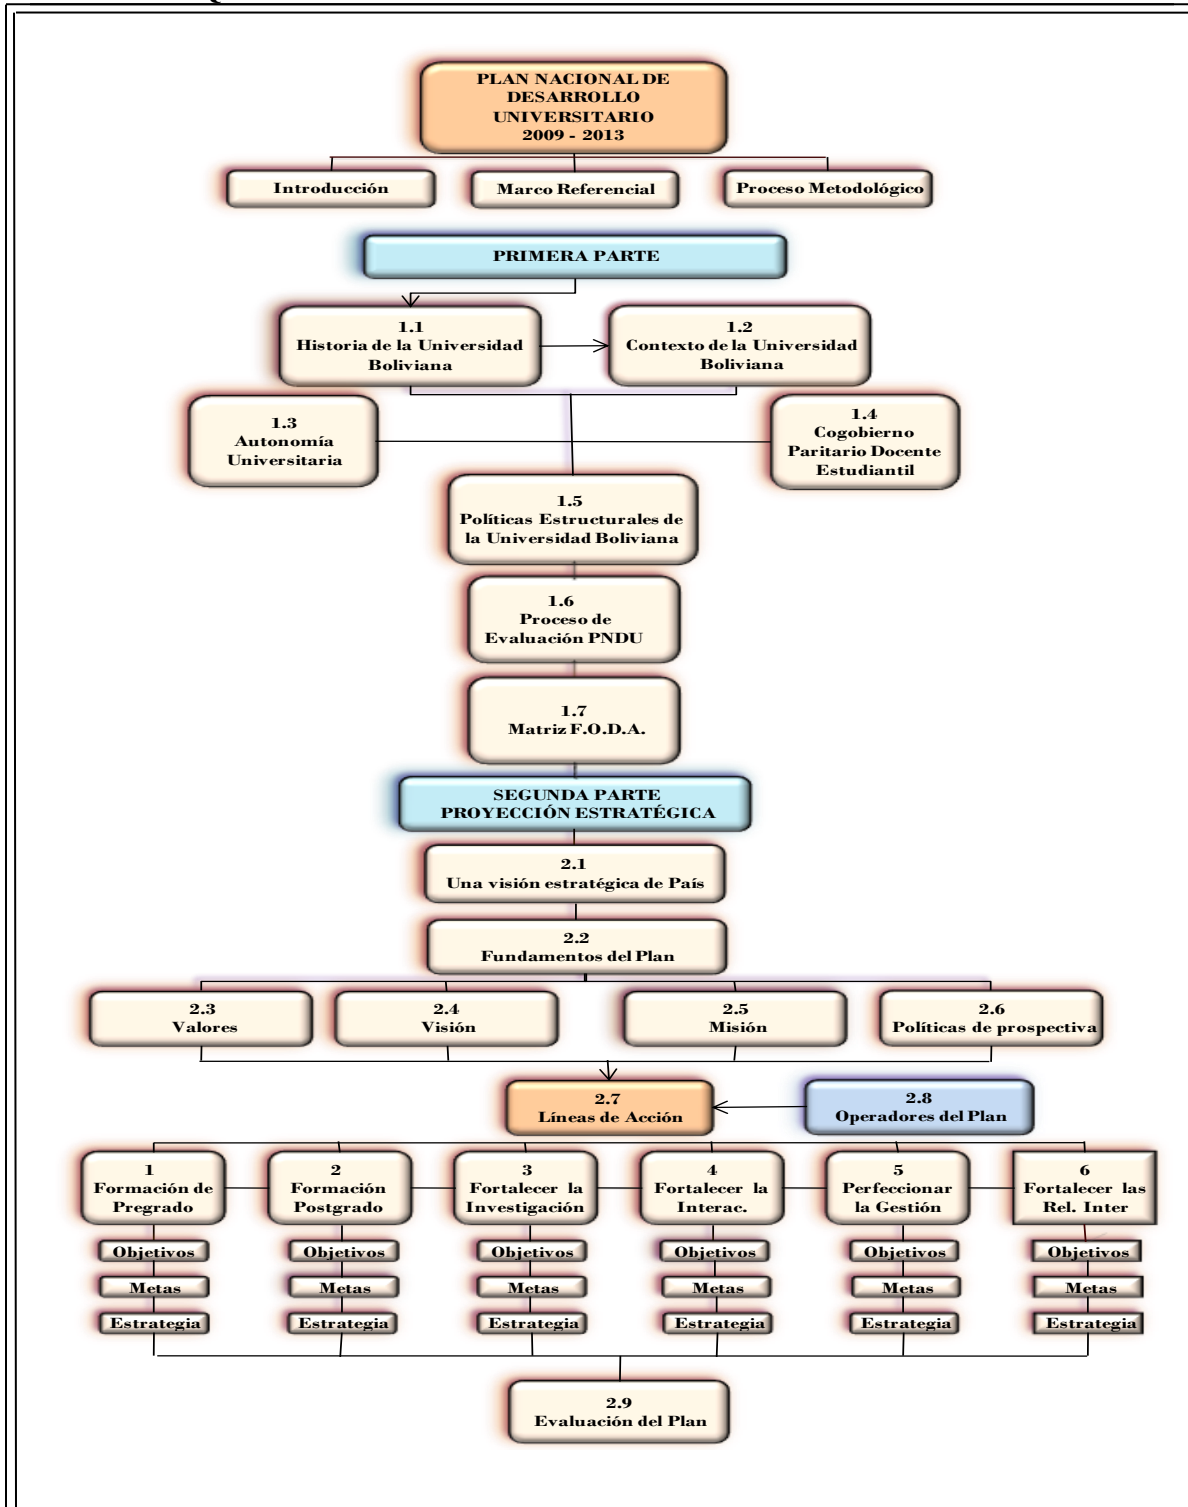 PLAN NACIONAL DE
DESARROLLO
UNIVERSITARIO
2009 - 2013
Introducción
Marco Referencial
Proceso Metodológico
PRIMERA PARTE
1.1
Historia de la Universidad
Boliviana
1.2
Contexto de la Universidad
Boliviana
1.3
Autonomía
Universitaria
1.4
Cogobierno
Paritario Docente
Estudiantil
1.5
Políticas Estructurales de
la Universidad Boliviana
1.6
Proceso de
Evaluación PNDU
1.7
Matriz F.O.D.A.
SEGUNDA PARTE
PROYECCIÓN ESTRATÉGICA
2.1
Una visión estratégica de País
2.2
Fundamentos del Plan
2.3
Valores
2.4
Visión
2.5
Misión
2.6
Políticas de prospectiva
2.7
Líneas de Acción
2.8
Operadores del Plan
1
Formación de
Pregrado
2
Formación
Postgrado
3
Fortalecer la
Investigación
4
Fortalecer la
Interac.
5
Perfeccionar
la Gestión
6
Fortalecer las
Rel. Inter
Objetivos
Objetivos
Objetivos
Objetivos
Objetivos
Objetivos
Metas
Metas
Metas
Metas
Metas
Metas
Estrategia
Estrategia
Estrategia
Estrategia
Estrategia
Estrategia
2.9
Evaluación del Plan